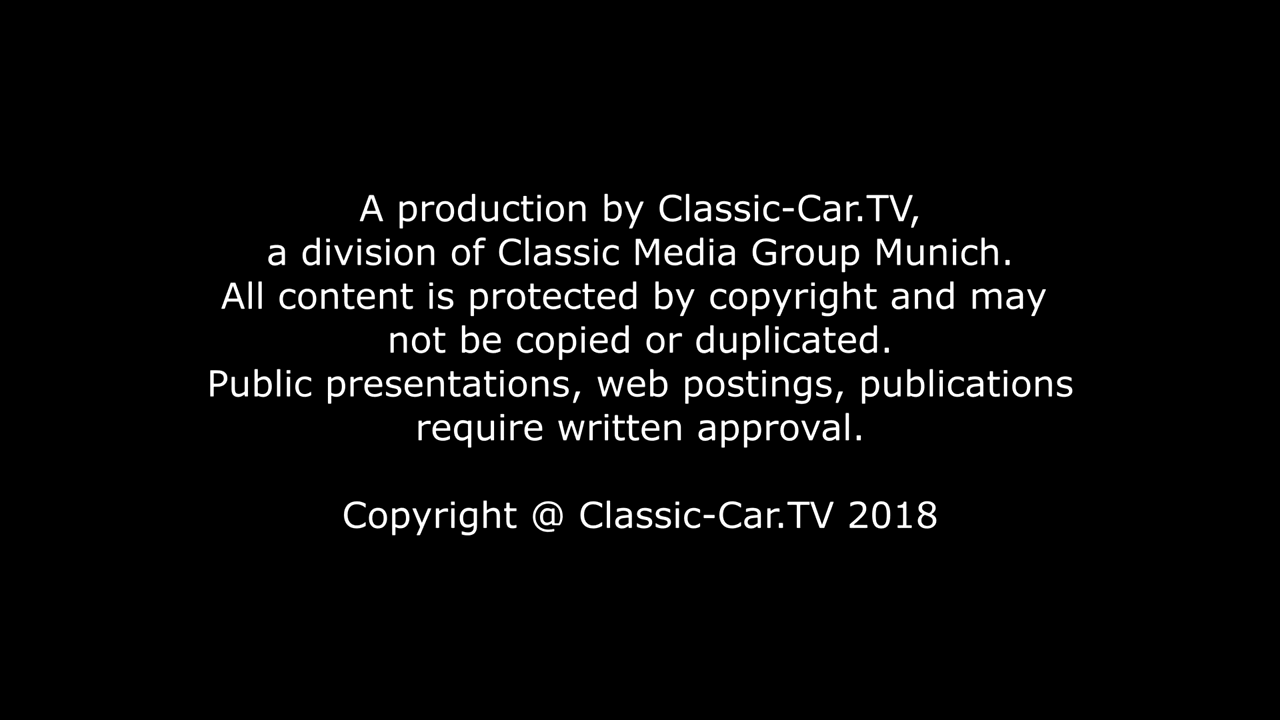 A production by Classic-Car.TV,
a division of Classic Media Group Munich.
All content is protected by copyright and may
not be copied or duplicated.
Public presentations, web postings, publications
require written approval.
Copyright @ Classic-Car.TV 2018